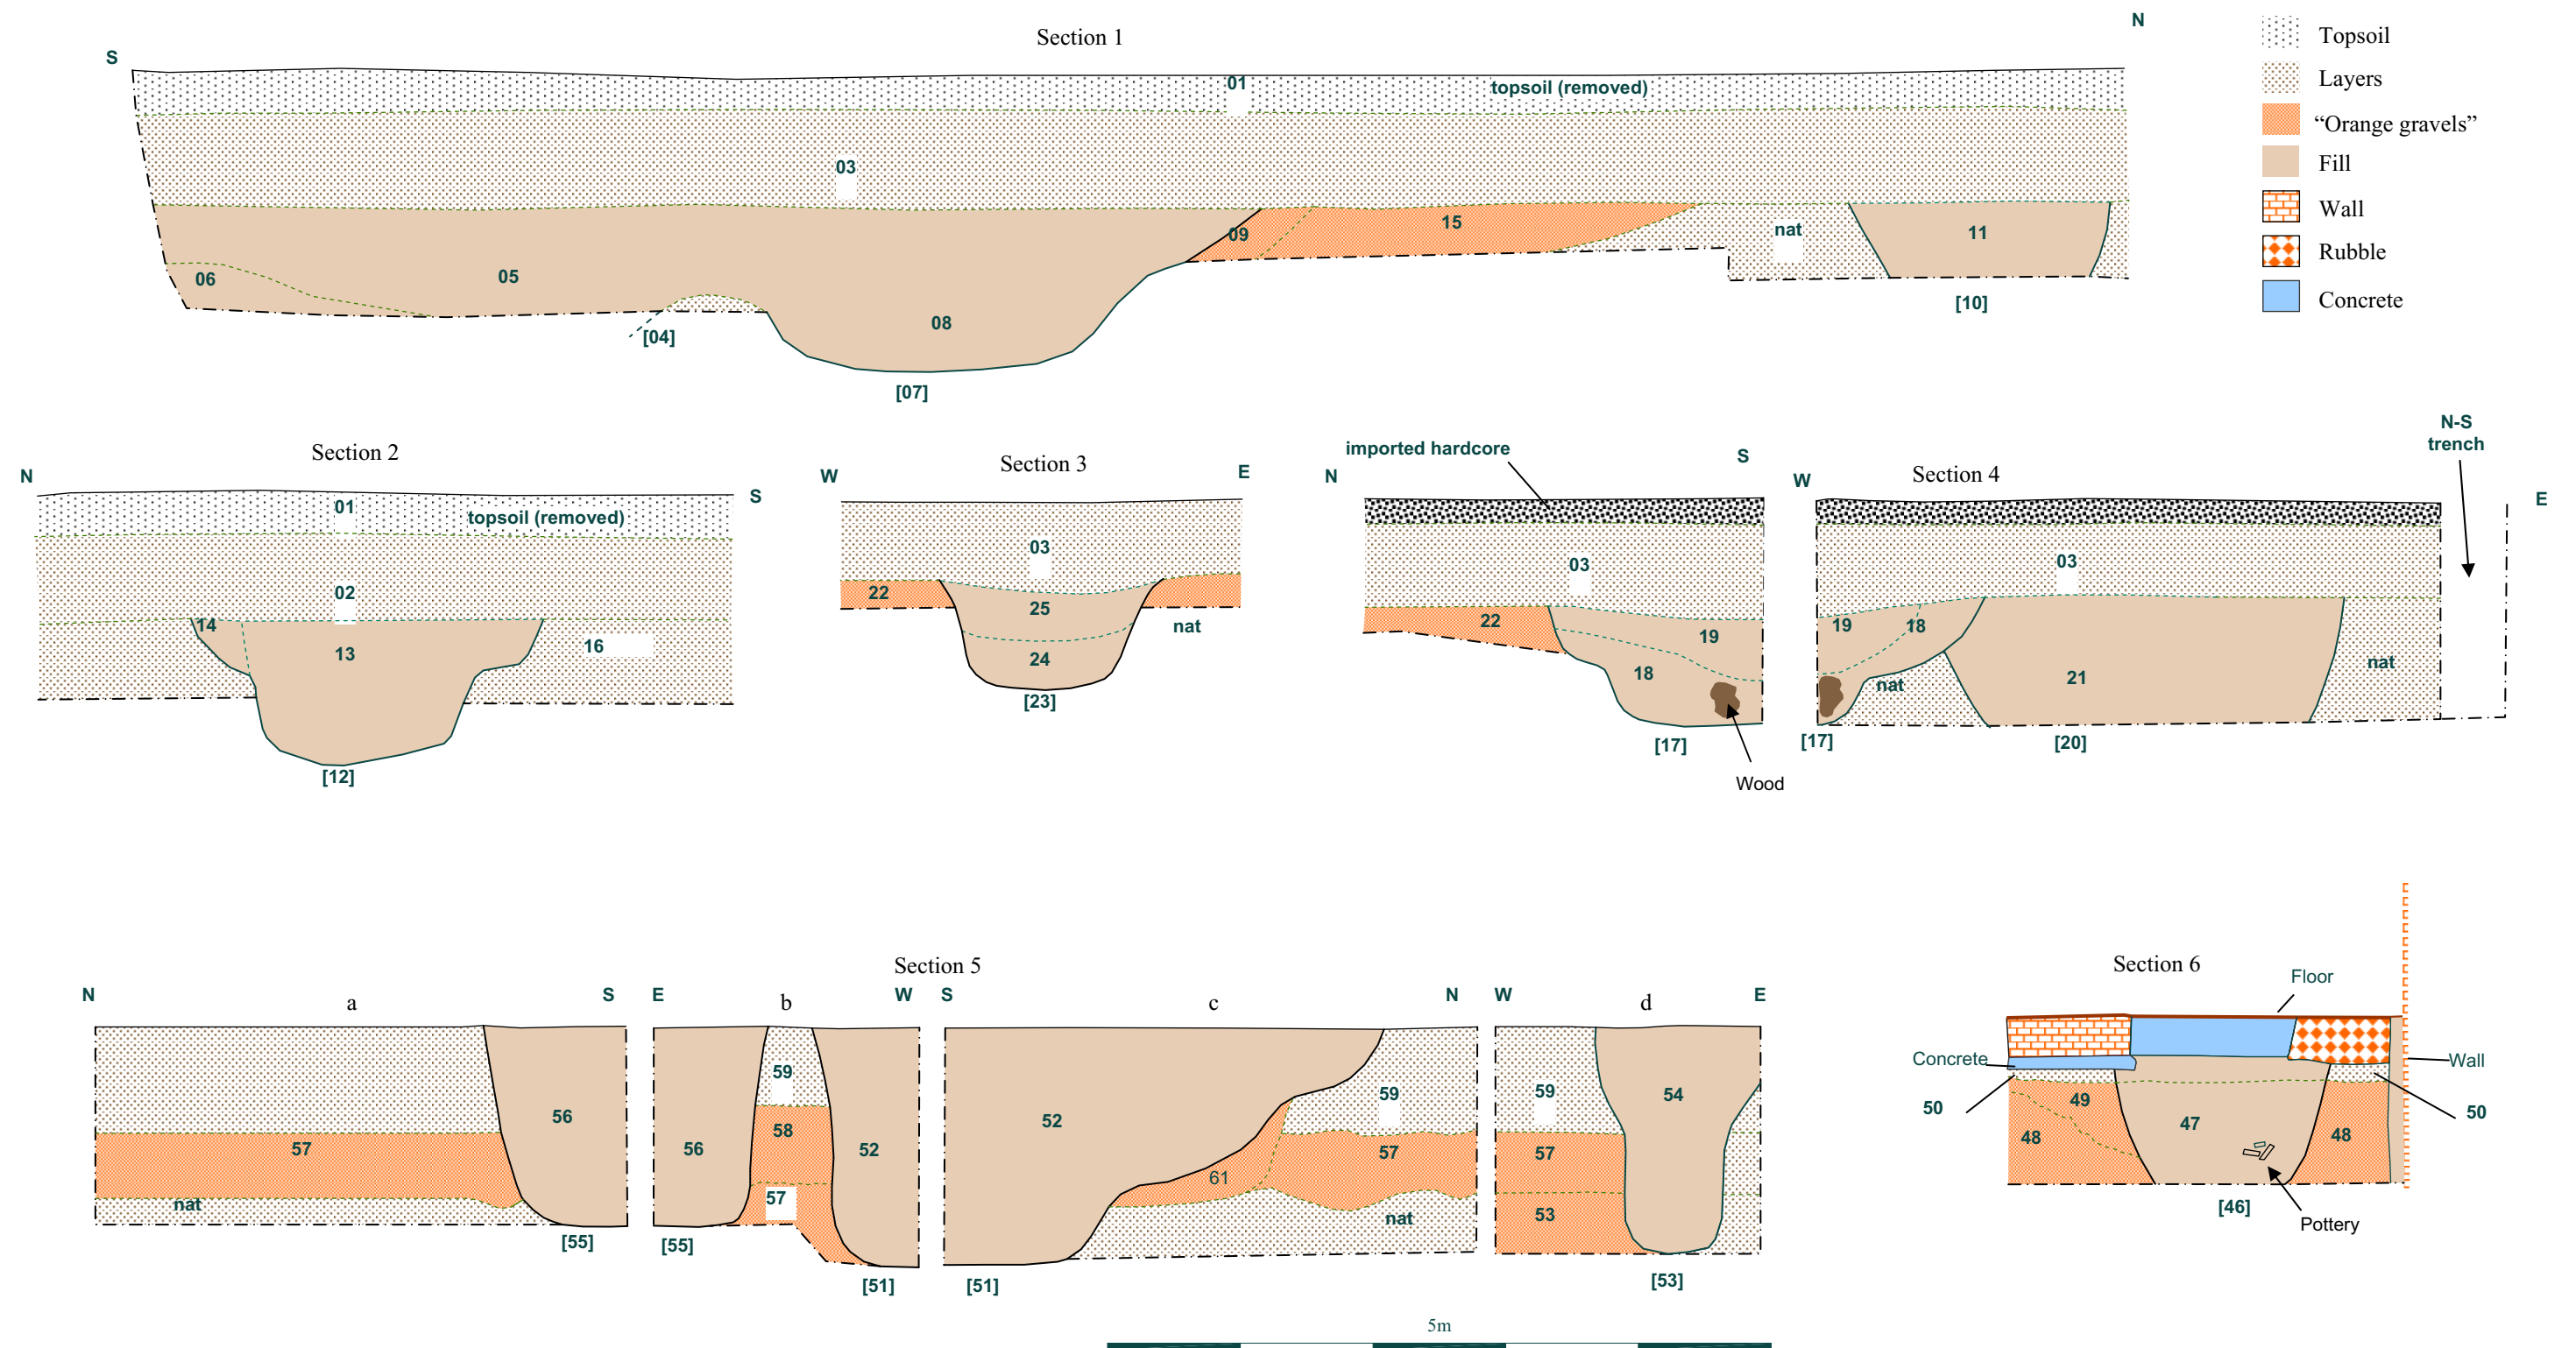 Section 1
S
N
01
topsoil (removed)
03
09
15
nat
11
06
05
08
[10]
[04]
[07]
Topsoil
Layers
“Orange gravels”
Fill
Wall
Rubble
Concrete
Section 2
N
S
01
topsoil (removed)
02
14
13
16
[12]
Section 3
W
E
03
22
25
nat
24
[23]
imported hardcore
N
S
03
22
19
18
[17]
Wood
Section 4
W
E
N-S
trench
03
19
18
nat
21
nat
[17]
[20]
Section 5
N
a
S
56
57
nat
[55]
E
b
W
59
58
56
52
57
[55]
[51]
S
c
N
52
59
57
61
nat
[51]
W
d
E
59
54
57
53
[53]
Section 6
Floor
Concrete
Wall
50
49
50
48
47
48
[46]
Pottery
5m